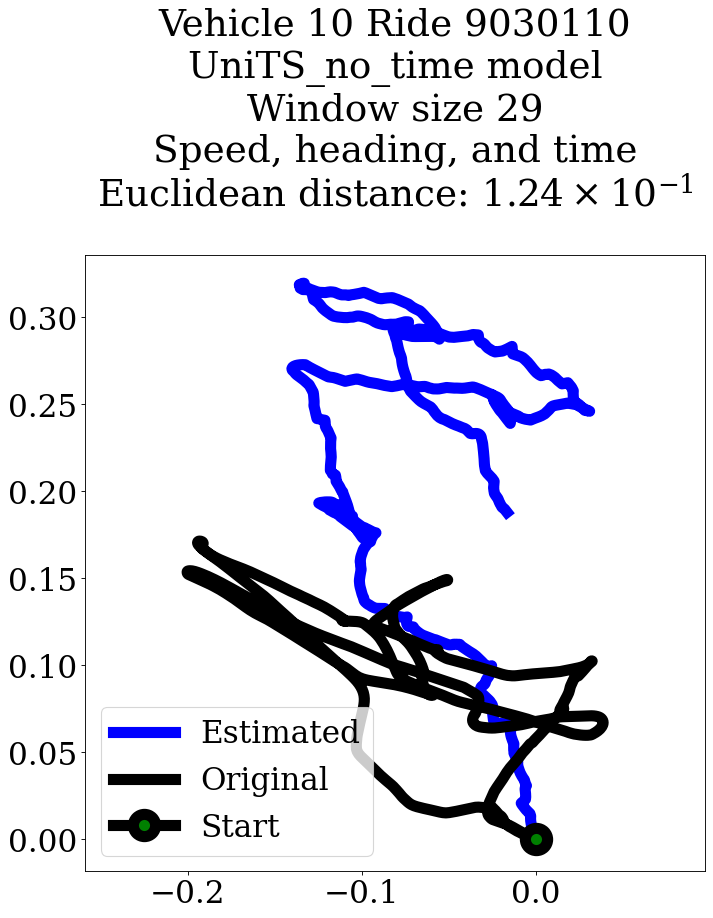 Vehicle 10 Ride 9030110
UniTS_no_time model
Window size 29
Speed, heading, and time
Euclidean distance: 1.24 × 10⁻¹
0.30
0.25
0.20
0.15
0.10
0.05
0.00
Estimated
Original
Start
−0.2
−0.1
0.0